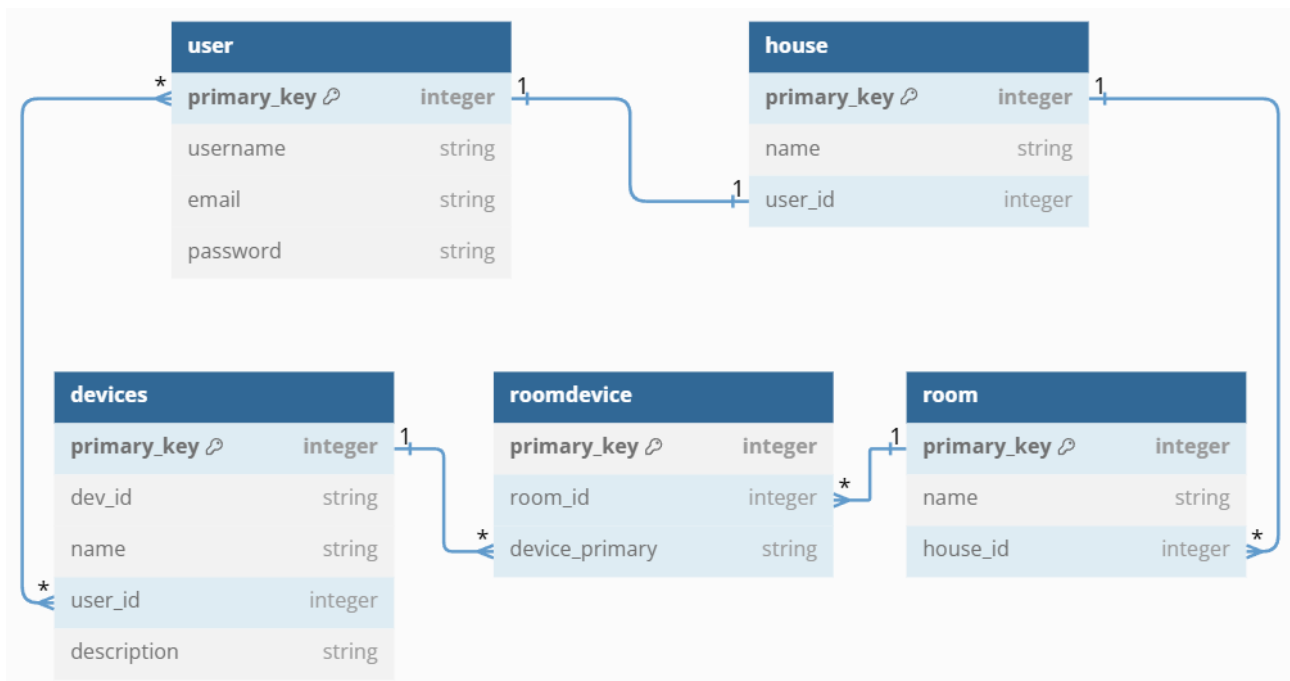 user
* primary_key integer 1
username string
email string
password string
house
primary_key integer 1
name string
1 user_id integer
devices
primary_key integer 1
dev_id string
name string
* user_id integer
description string
roomdevice
primary_key integer
room_id integer *
* device_primary string
room
1 primary_key integer
name string
house_id integer *